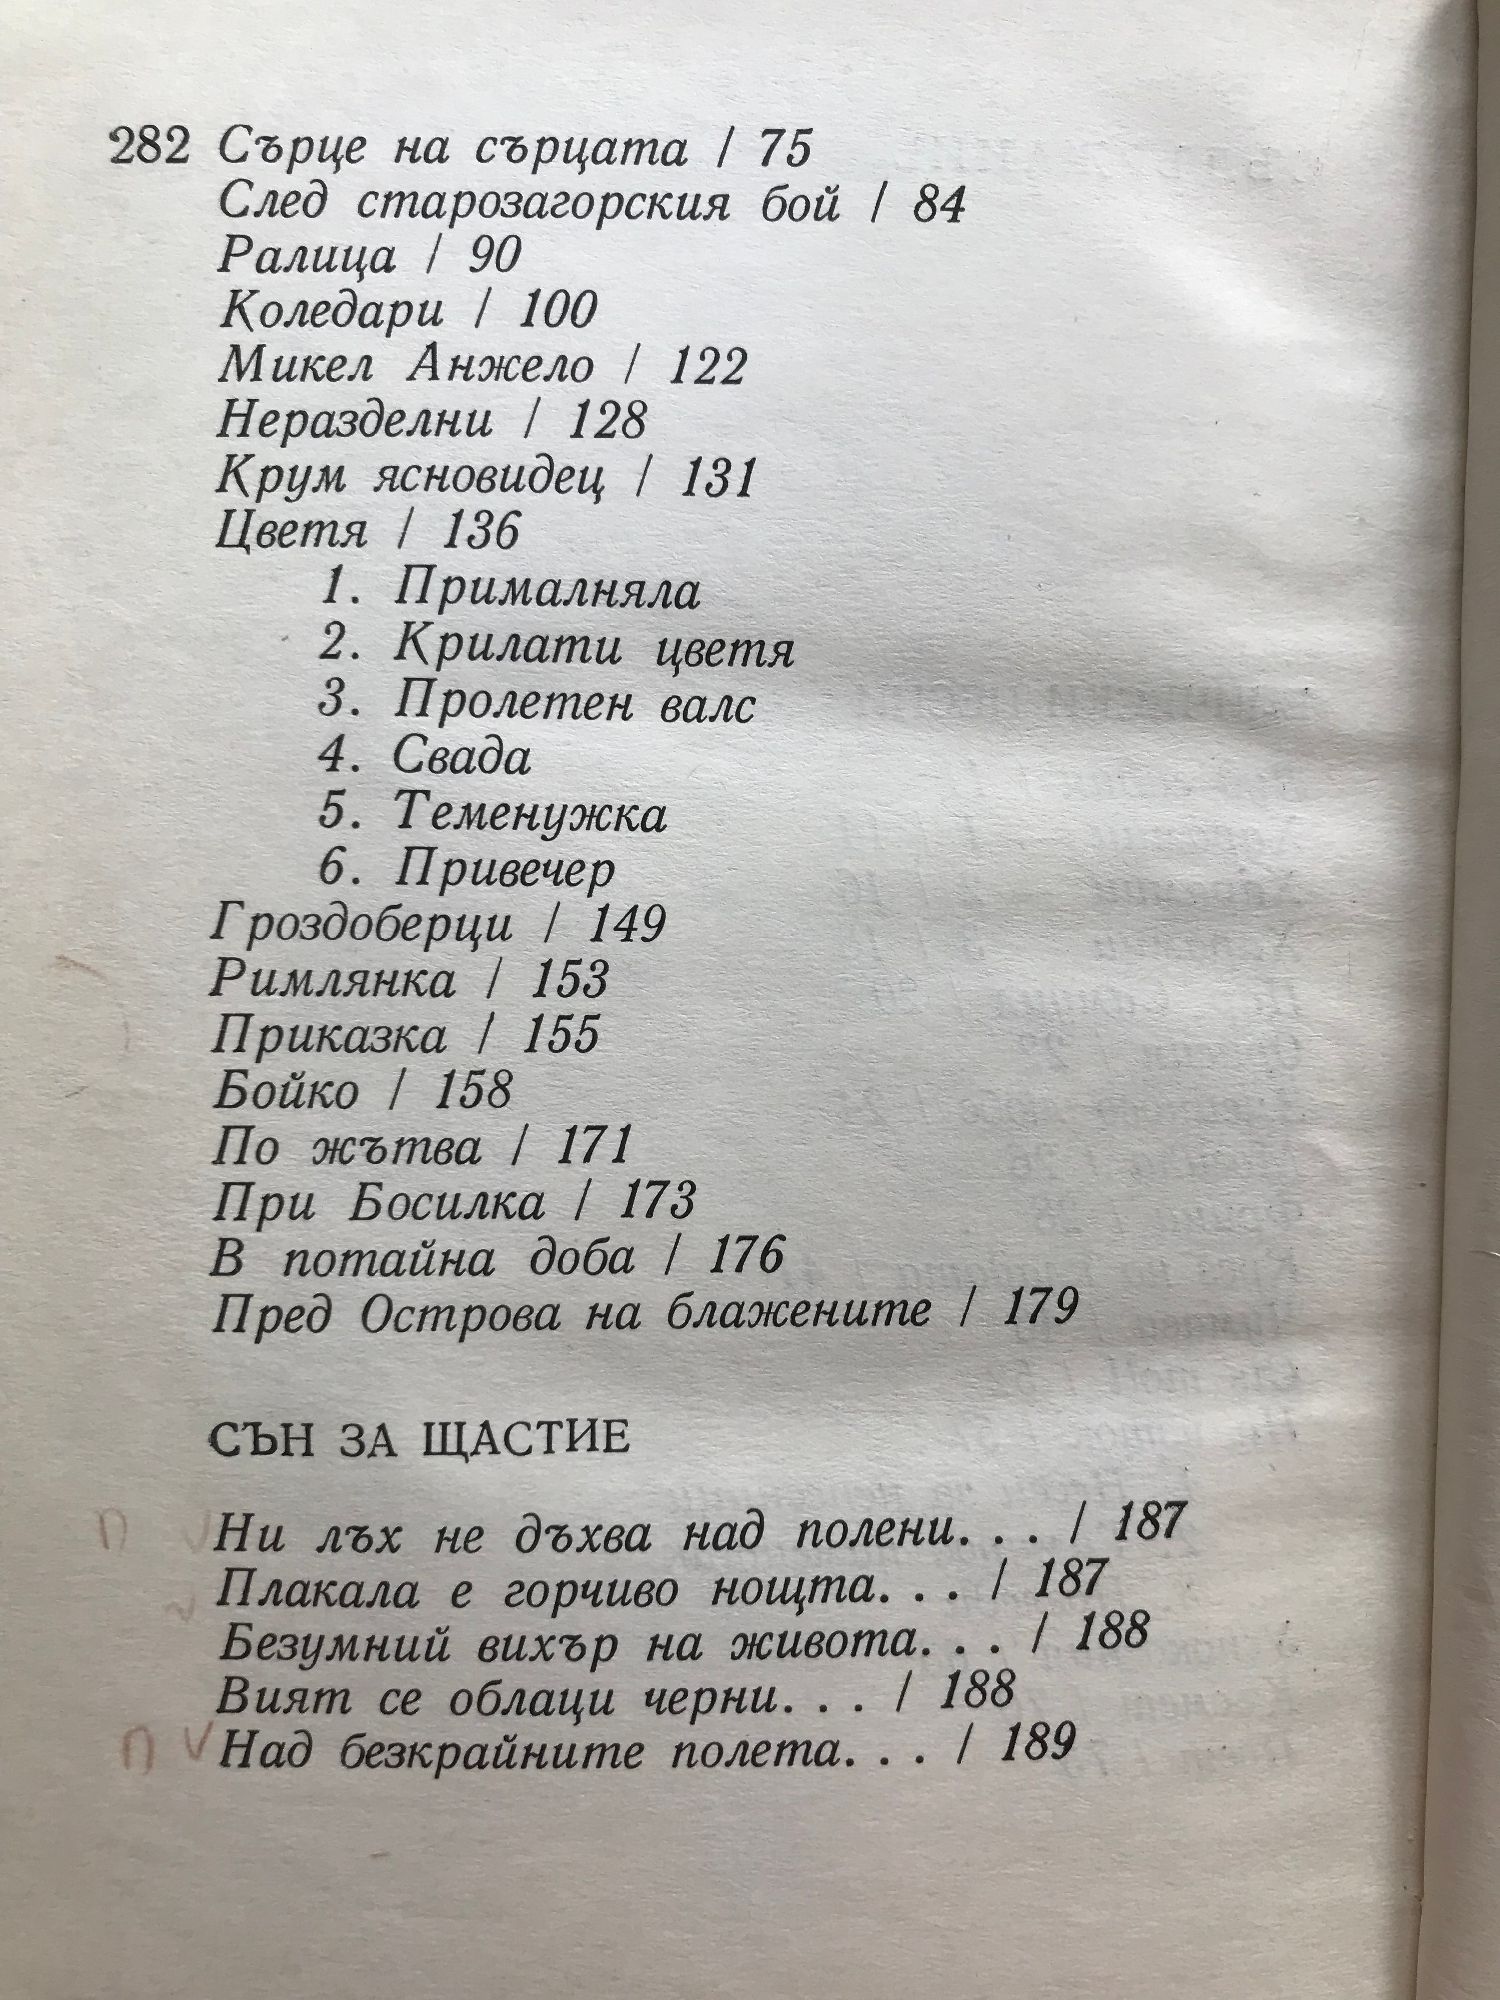 282 Сърце на сърцата / 75
След старозагорския бой / 84
Ралица / 90
Коледари / 100
Микел Анжело / 122
Неразделни / 128
Крум ясновидец / 131
Цветя / 136
1. Прималняла
2. Крилати цветя
3. Пролетен валс
4. Свада
5. Теменужка
6. Привечер
Гроздоберци / 149
Римлянка / 153
Приказка / 155
Бойко / 158
По жътва / 171
При Босилка / 173
В потайна доба / 176
Пред Острова на блажените / 179
СЪН ЗА ЩАСТИЕ
П V Ни лъх не дъхва над полени. . . / 187
V Плакала е горчиво нощта. . . / 187
Безумний вихър на живота. . . / 188
Вият се облаци черни. . . / 188
П V Над безкрайните полета. . . / 189